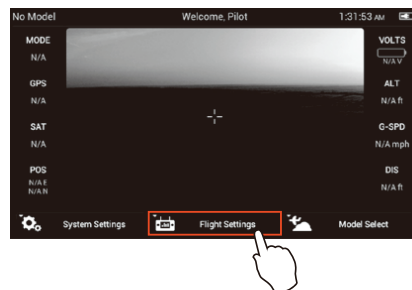 No Model Welcome, Pilot 1:31:53 AM
MODE
N/A
GPS
N/A
SAT
N/A
POS
N/A E
N/A N
VOLTS
N/A V
ALT
N/A ft
G-SPD
N/A mph
DIS
N/A ft
System Settings Flight Settings Model Select